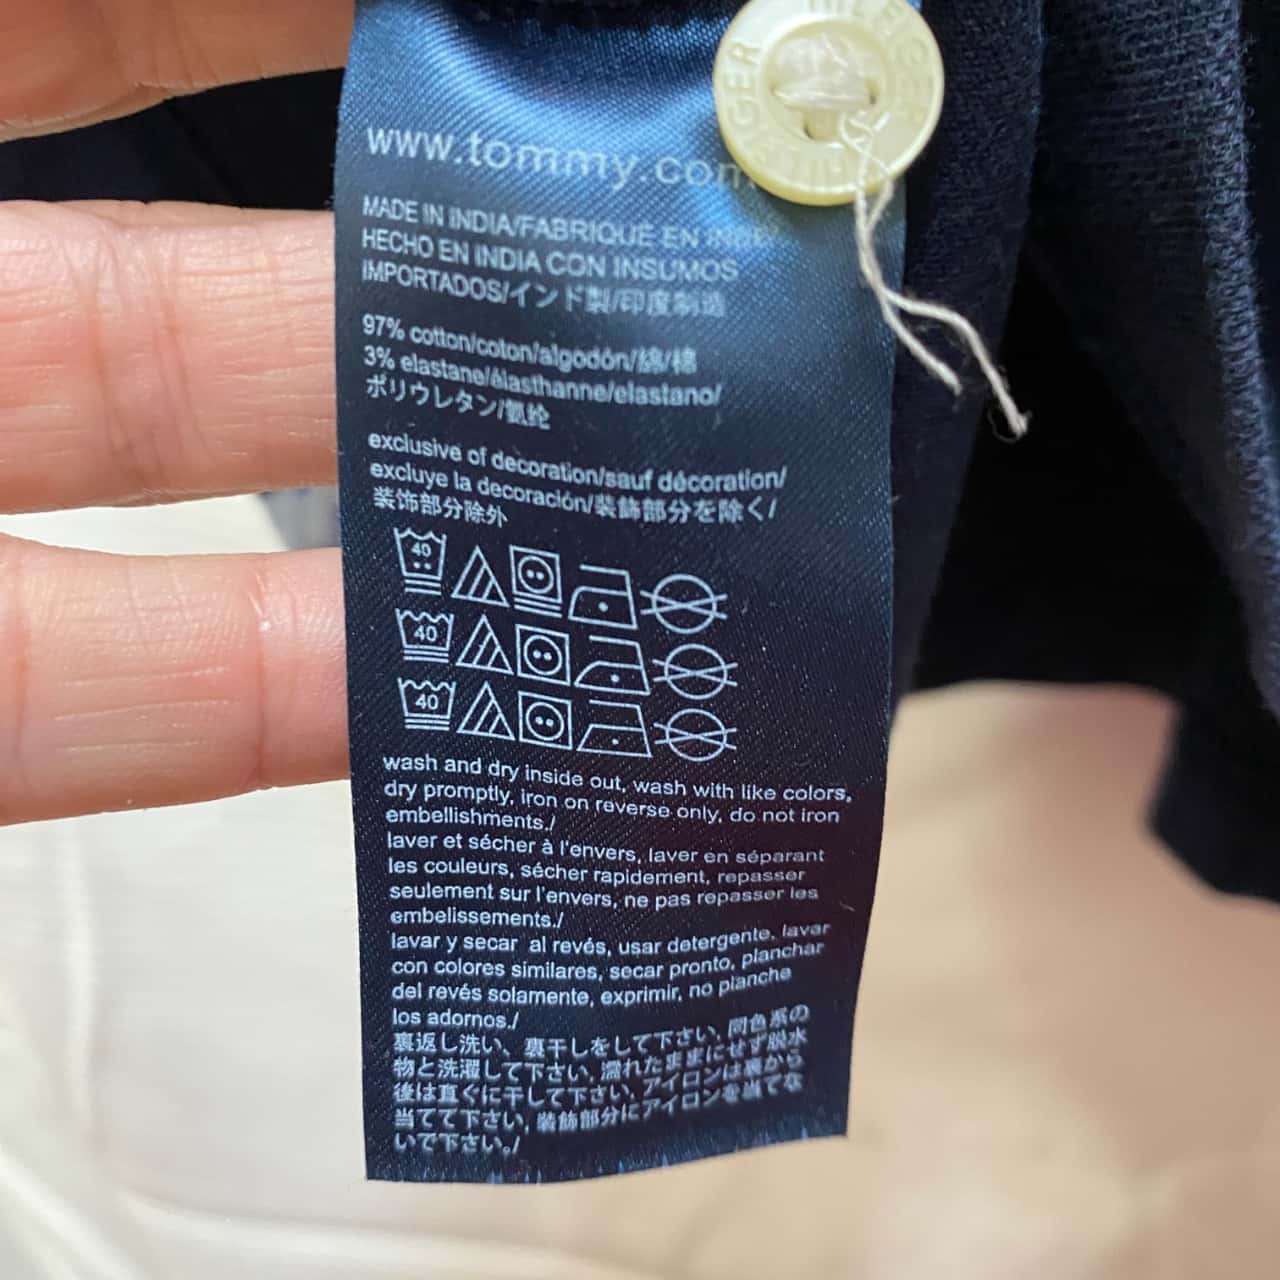 HILFIGER
HILFIGER
www.tommy.com
MADE IN INDIA/FABRIQUÉ EN INDE/
HECHO EN INDIA CON INSUMOS
IMPORTADOS/インド製/印度制造
97% cotton/coton/algodón/綿/棉
3% elastane/élasthanne/elastano/
ポリウレタン/氨纶
exclusive of decoration/sauf décoration/
excluye la decoración/装飾部分を除く/
装饰部分除外
40
40
40
wash and dry inside out, wash with like colors,
dry promptly, iron on reverse only, do not iron
embellishments./
laver et sécher à l'envers, laver en séparant
les couleurs, sécher rapidement, repasser
seulement sur l'envers, ne pas repasser les
embelissements./
lavar y secar al revés, usar detergente, lavar
con colores similares, secar pronto, planchar
del revés solamente, exprimir, no planche
los adornos./
裏返し洗い、裏干しをして下さい, 同色系の
物と洗濯して下さい, 濡れたままにせず脱水
後は直ぐに干して下さい, アイロンは裏から
当てて下さい, 装飾部分にアイロンを当てな
いで下さい。/